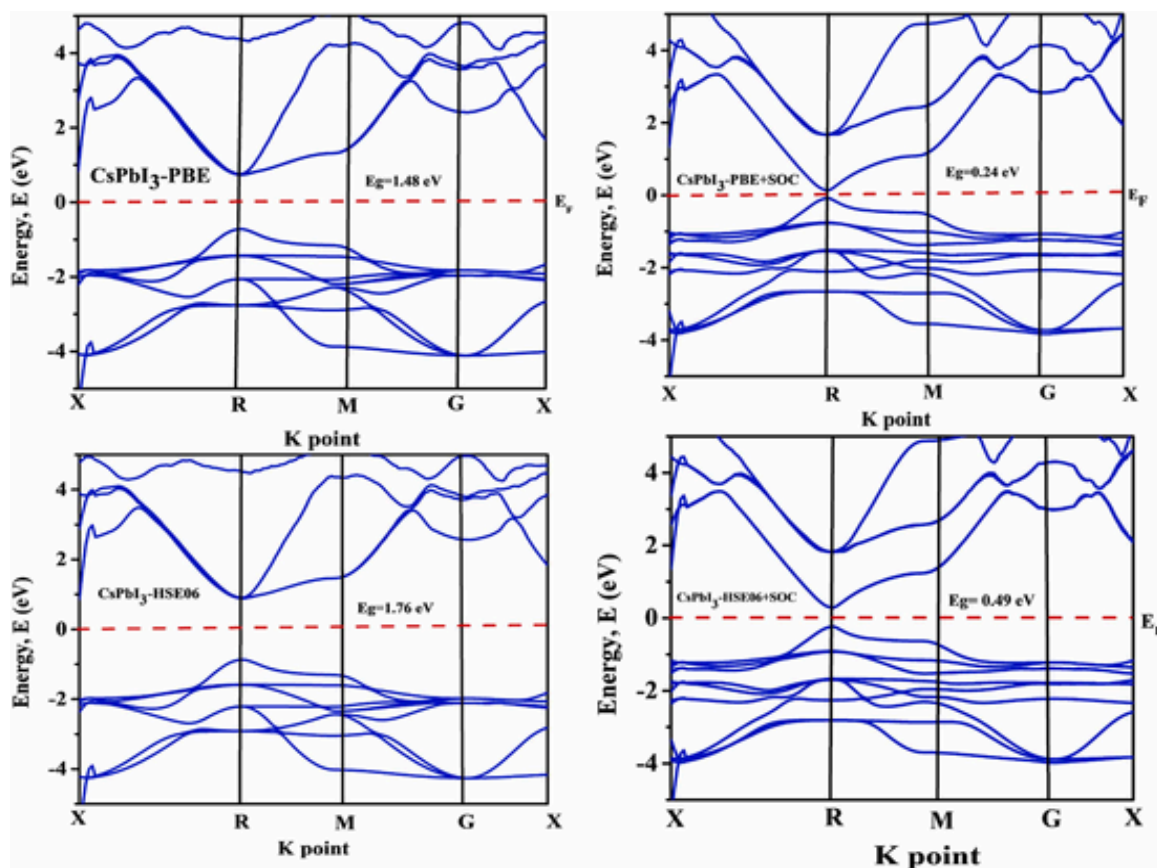 Energy, E (eV)
4
2
0
-2
-4
CsPbI3-PBE
Eg=1.48 eV
EF
X R M G X
K point
Energy, E (eV)
4
2
0
-2
-4
CsPbI3-PBE+SOC
Eg=0.24 eV
EF
X R M G X
K point
Energy, E (eV)
4
2
0
-2
-4
CsPbI3-HSE06
Eg=1.76 eV
X R M G X
K point
Energy, E (eV)
4
2
0
-2
-4
CsPbI3-HSE06+SOC
Eg= 0.49 eV
X R M G X
K point